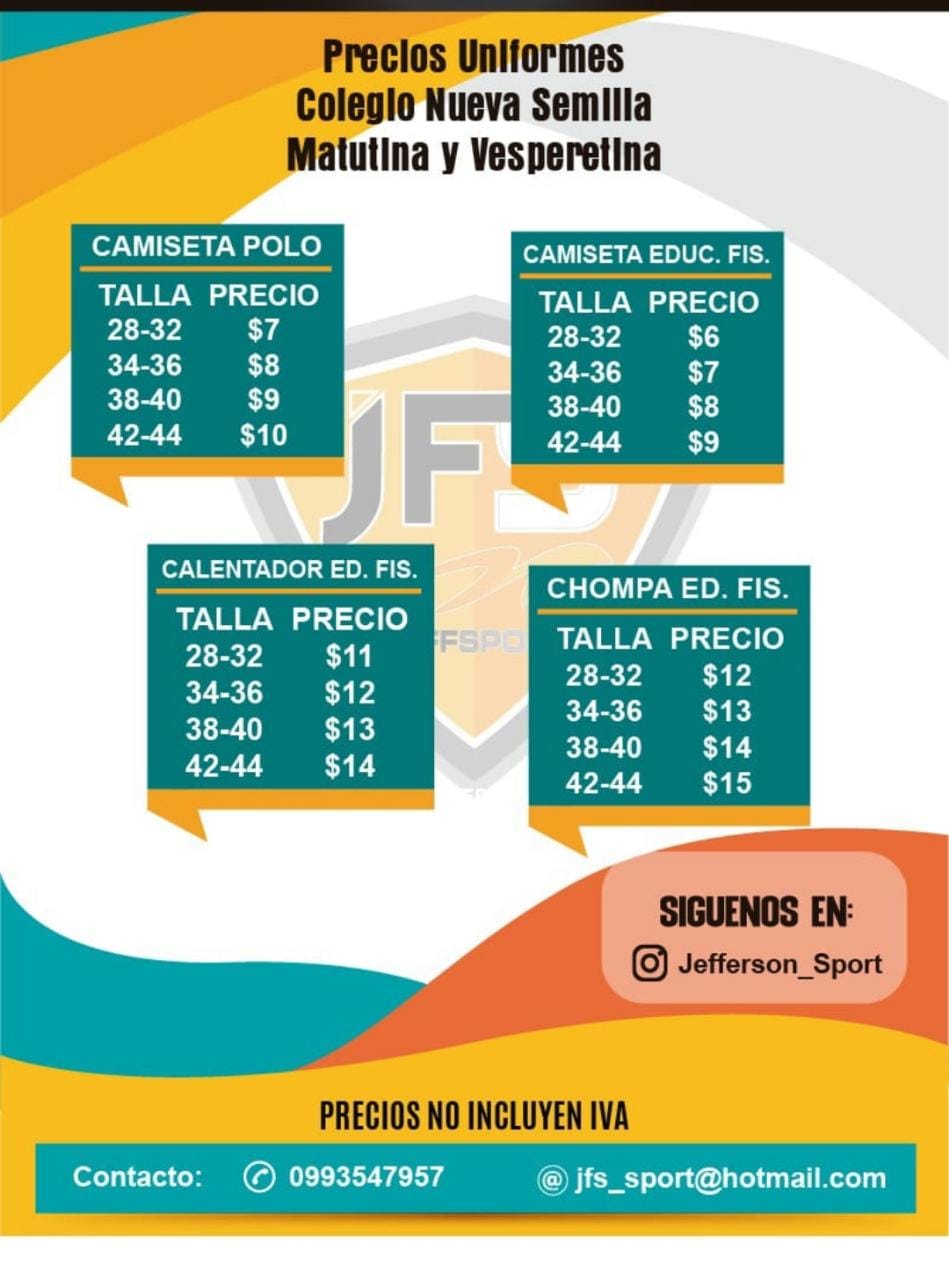 Precios Uniformes
Colegio Nueva Semilla
Matutina y Vesperetina
CAMISETA POLO
TALLA PRECIO
28-32 $7
34-36 $8
38-40 $9
42-44 $10
CAMISETA EDUC. FIS.
TALLA PRECIO
28-32 $6
34-36 $7
38-40 $8
42-44 $9
JFS
CALENTADOR ED. FIS.
TALLA PRECIO
28-32 $11
34-36 $12
38-40 $13
42-44 $14
FFSPO
CHOMPA ED. FIS.
TALLA PRECIO
28-32 $12
34-36 $13
38-40 $14
42-44 $15
SIGUENOS EN:
Jefferson_Sport
PRECIOS NO INCLUYEN IVA
Contacto: 0993547957 @ jfs_sport@hotmail.com